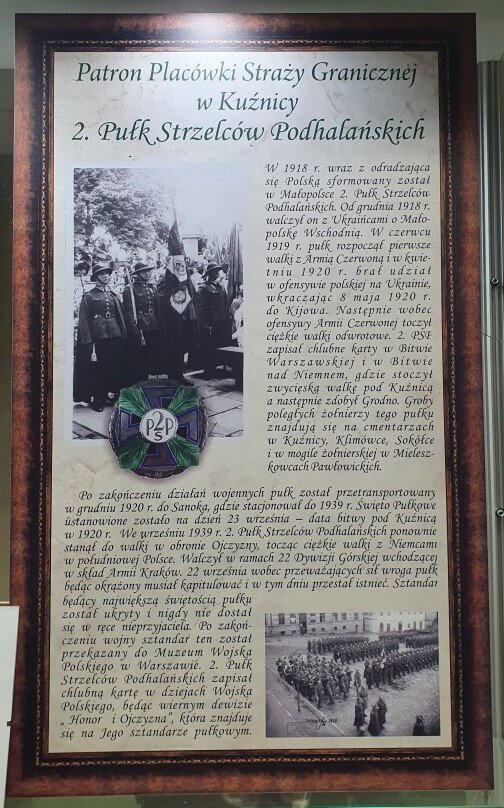 Patron Placówki Straży Granicznej
w Kuźnicy
2. Pułk Strzelców Podhalańskich
W 1918 r. wraz z odradzająca
się Polską sformowany został
w Małopolsce 2. Pułk Strzelców
Podhalańskich. Od grudnia 1918 r.
walczył on z Ukraińcami o Mało-
polskę Wschodnią. W czerwcu
1919 r. pułk rozpoczął pierwsze
walki z Armią Czerwoną i w kwie-
tniu 1920 r. brał udział
w ofensywie polskiej na Ukrainie,
wkraczając 8 maja 1920 r.
do Kijowa. Następnie wobec
ofensywy Armii Czerwonej toczył
ciężkie walki odwrotowe. 2. PSP
zapisał chlubne karty w Bitwie
Warszawskiej i w Bitwie
nad Niemnem, gdzie stoczył
zwycięską walkę pod Kuźnicą
a następnie zdobył Grodno. Groby
poległych żołnierzy tego pułku
znajdują się na cmentarzach
w Kuźnicy, Klimówce, Sokółce
i w mogile żołnierskiej w Mielesz-
kowcach Pawłowickich.
P 2 P
S
Po zakończeniu działań wojennych pułk został przetransportowany
w grudniu 1920 r. do Sanoka, gdzie stacjonował do 1939 r. Święto Pułkowe
ustanowione zostało na dzień 23 września – data bitwy pod Kuźnicą
w 1920 r. We wrześniu 1939 r. 2. Pułk Strzelców Podhalańskich ponownie
stanął do walki w obronie Ojczyzny, tocząc ciężkie walki z Niemcami
w południowej Polsce. Walczył w ramach 22 Dywizji Górskiej wchodzącej
w skład Armii Kraków. 22 września wobec przeważających sił wroga pułk
będąc okrążony musiał kapitulować i w tym dniu przestał istnieć. Sztandar
będący największą świętością pułku
został ukryty i nigdy nie dostał
się w ręce nieprzyjaciela. Po zakoń-
czeniu wojny sztandar ten został
przekazany do Muzeum Wojska
Polskiego w Warszawie. 2. Pułk
Strzelców Podhalańskich zapisał
chlubną kartę w dziejach Wojska
Polskiego, będąc wiernym dewizie
„ Honor i Ojczyzna", która znajduje
się na Jego sztandarze pułkowym.